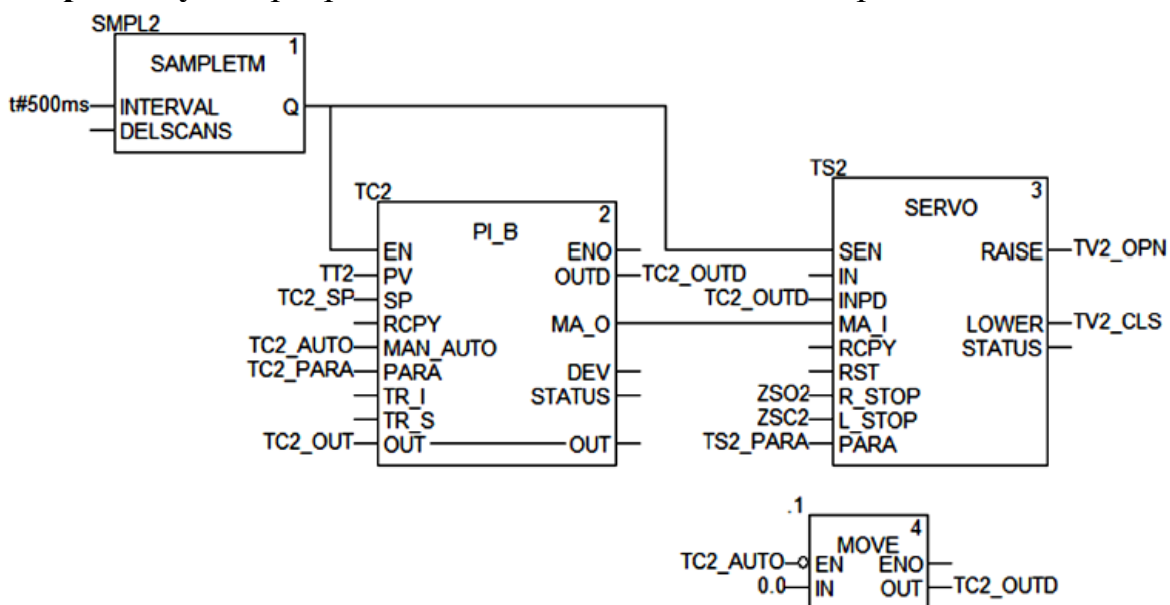 SMPL2
1
SAMPLETM
t#500ms INTERVAL Q
DELSCANS
TC2
2
PI_B
EN ENO
TT2 PV OUTD TC2_OUTD
TC2_SP SP
RCPY MA_O
TC2_AUTO MAN_AUTO
TC2_PARA PARA DEV
TR_I STATUS
TR_S
TC2_OUT OUT OUT
TS2
3
SERVO
SEN RAISE TV2_OPN
IN
TC2_OUTD INPD
MA_I LOWER TV2_CLS
RCPY STATUS
RST
ZSO2 R_STOP
ZSC2 L_STOP
TS2_PARA PARA
.1
4
MOVE
TC2_AUTO EN ENO
0.0 IN OUT TC2_OUTD